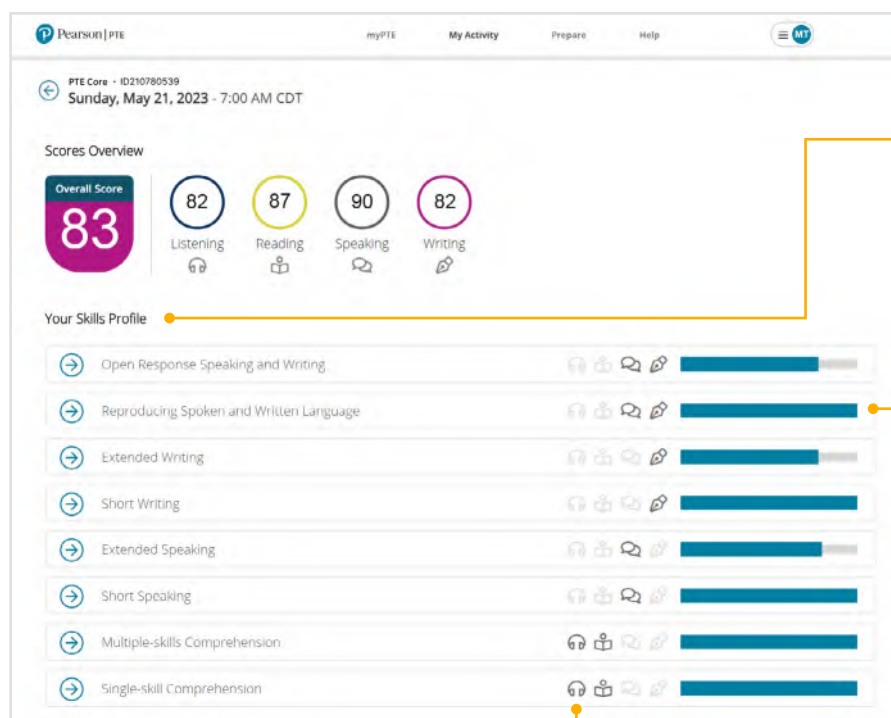 Pearson | PTE
myPTE My Activity Prepare Help MT
PTE Core - ID210780539
Sunday, May 21, 2023 - 7:00 AM CDT
Scores Overview
Overall Score
83
82 87 90 82
Listening Reading Speaking Writing
Your Skills Profile
Open Response Speaking and Writing
Reproducing Spoken and Written Language
Extended Writing
Short Writing
Extended Speaking
Short Speaking
Multiple-skills Comprehension
Single-skill Comprehension